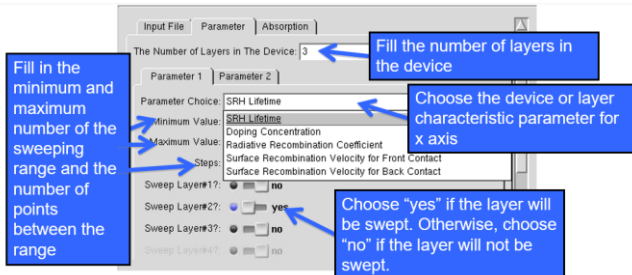 Input File Parameter Absorption
The Number of Layers in The Device: 3
Fill the number of layers in
the device
Fill in the
minimum and
maximum
number of the
sweeping
range and the
number of
points
between the
range
Parameter 1 Parameter 2
Parameter Choice: SRH Lifetime
Choose the device or layer
characteristic parameter for
x axis
Minimum Value:
Maximum Value:
Steps:
SRH Lifetime
Doping Concentration
Radiative Recombination Coefficient
Surface Recombination Velocity for Front Contact
Surface Recombination Velocity for Back Contact
Sweep Layer#1?: no
Sweep Layer#2?: yes
Sweep Layer#3?: no
Sweep Layer#4?: no
Choose “yes” if the layer will
be swept. Otherwise, choose
“no” if the layer will not be
swept.